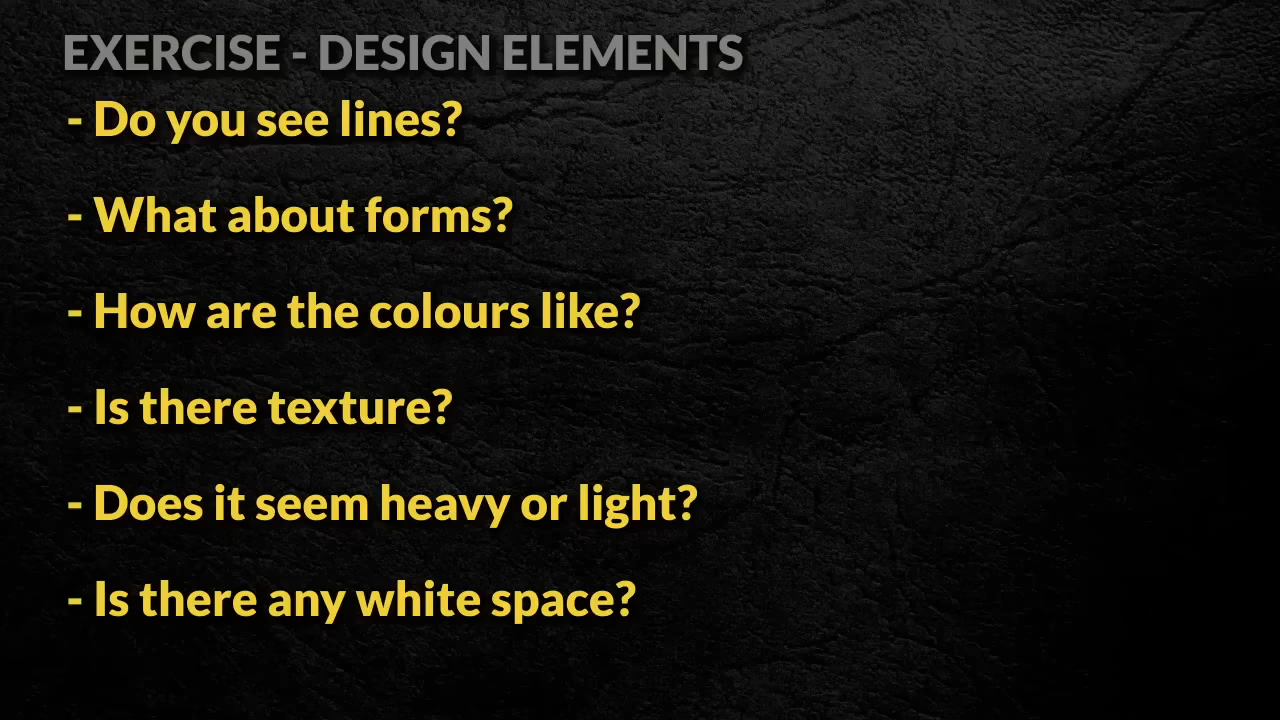 EXERCISE - DESIGN ELEMENTS
- Do you see lines?
- What about forms?
- How are the colours like?
- Is there texture?
- Does it seem heavy or light?
- Is there any white space?